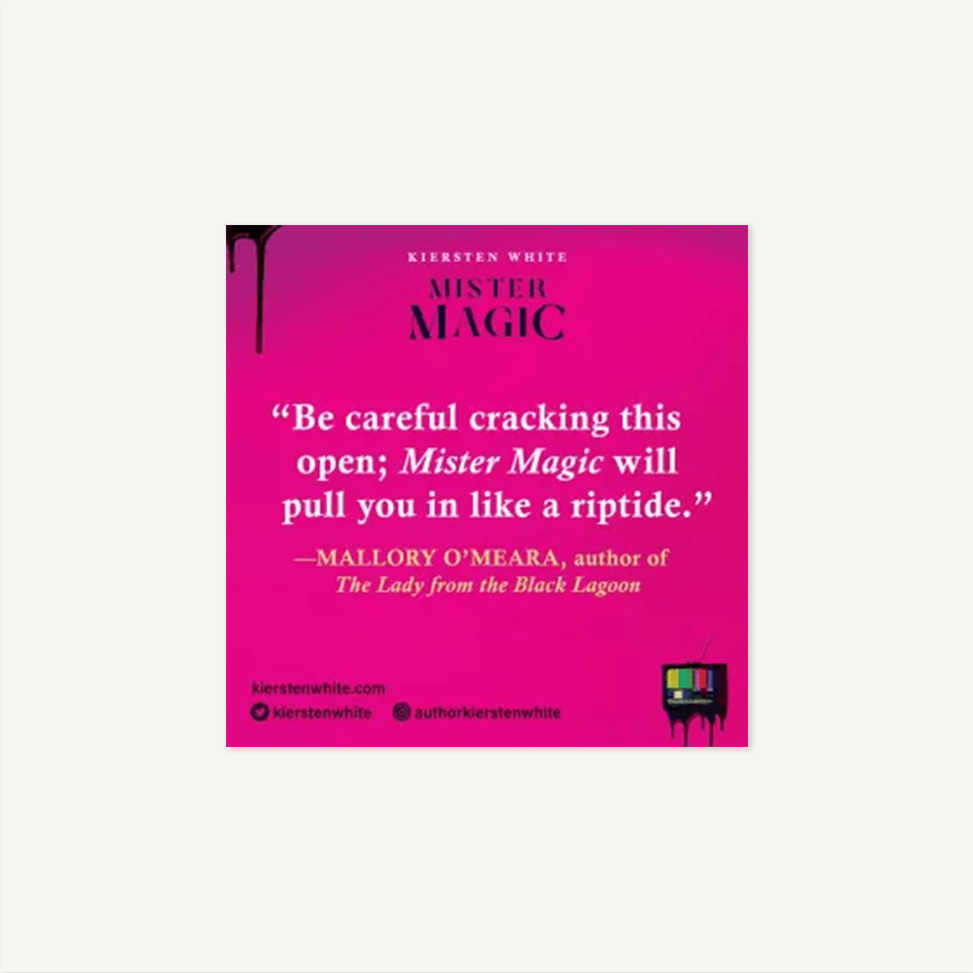 KIERSTEN WHITE
MISTER
MAGIC
“Be careful cracking this
open; Mister Magic will
pull you in like a riptide.”
—MALLORY O’MEARA, author of
The Lady from the Black Lagoon
kierstenwhite.com
kierstenwhite authorkierstenwhite